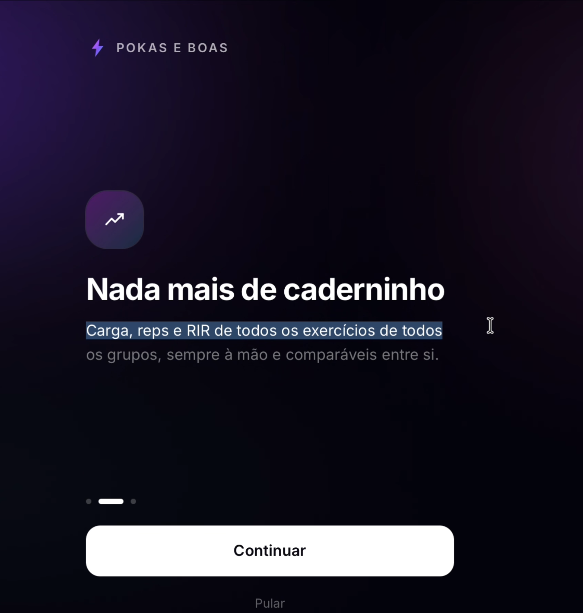 POKAS E BOAS
Nada mais de caderninho
Carga, reps e RIR de todos os exercícios de todos
os grupos, sempre à mão e comparáveis entre si.
Continuar
Pular